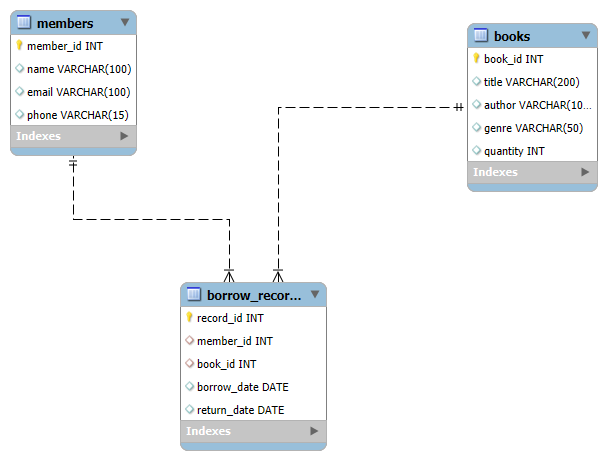 members
member_id INT
name VARCHAR(100)
email VARCHAR(100)
phone VARCHAR(15)
Indexes
books
book_id INT
title VARCHAR(200)
author VARCHAR(10...
genre VARCHAR(50)
quantity INT
Indexes
borrow_recor...
record_id INT
member_id INT
book_id INT
borrow_date DATE
return_date DATE
Indexes